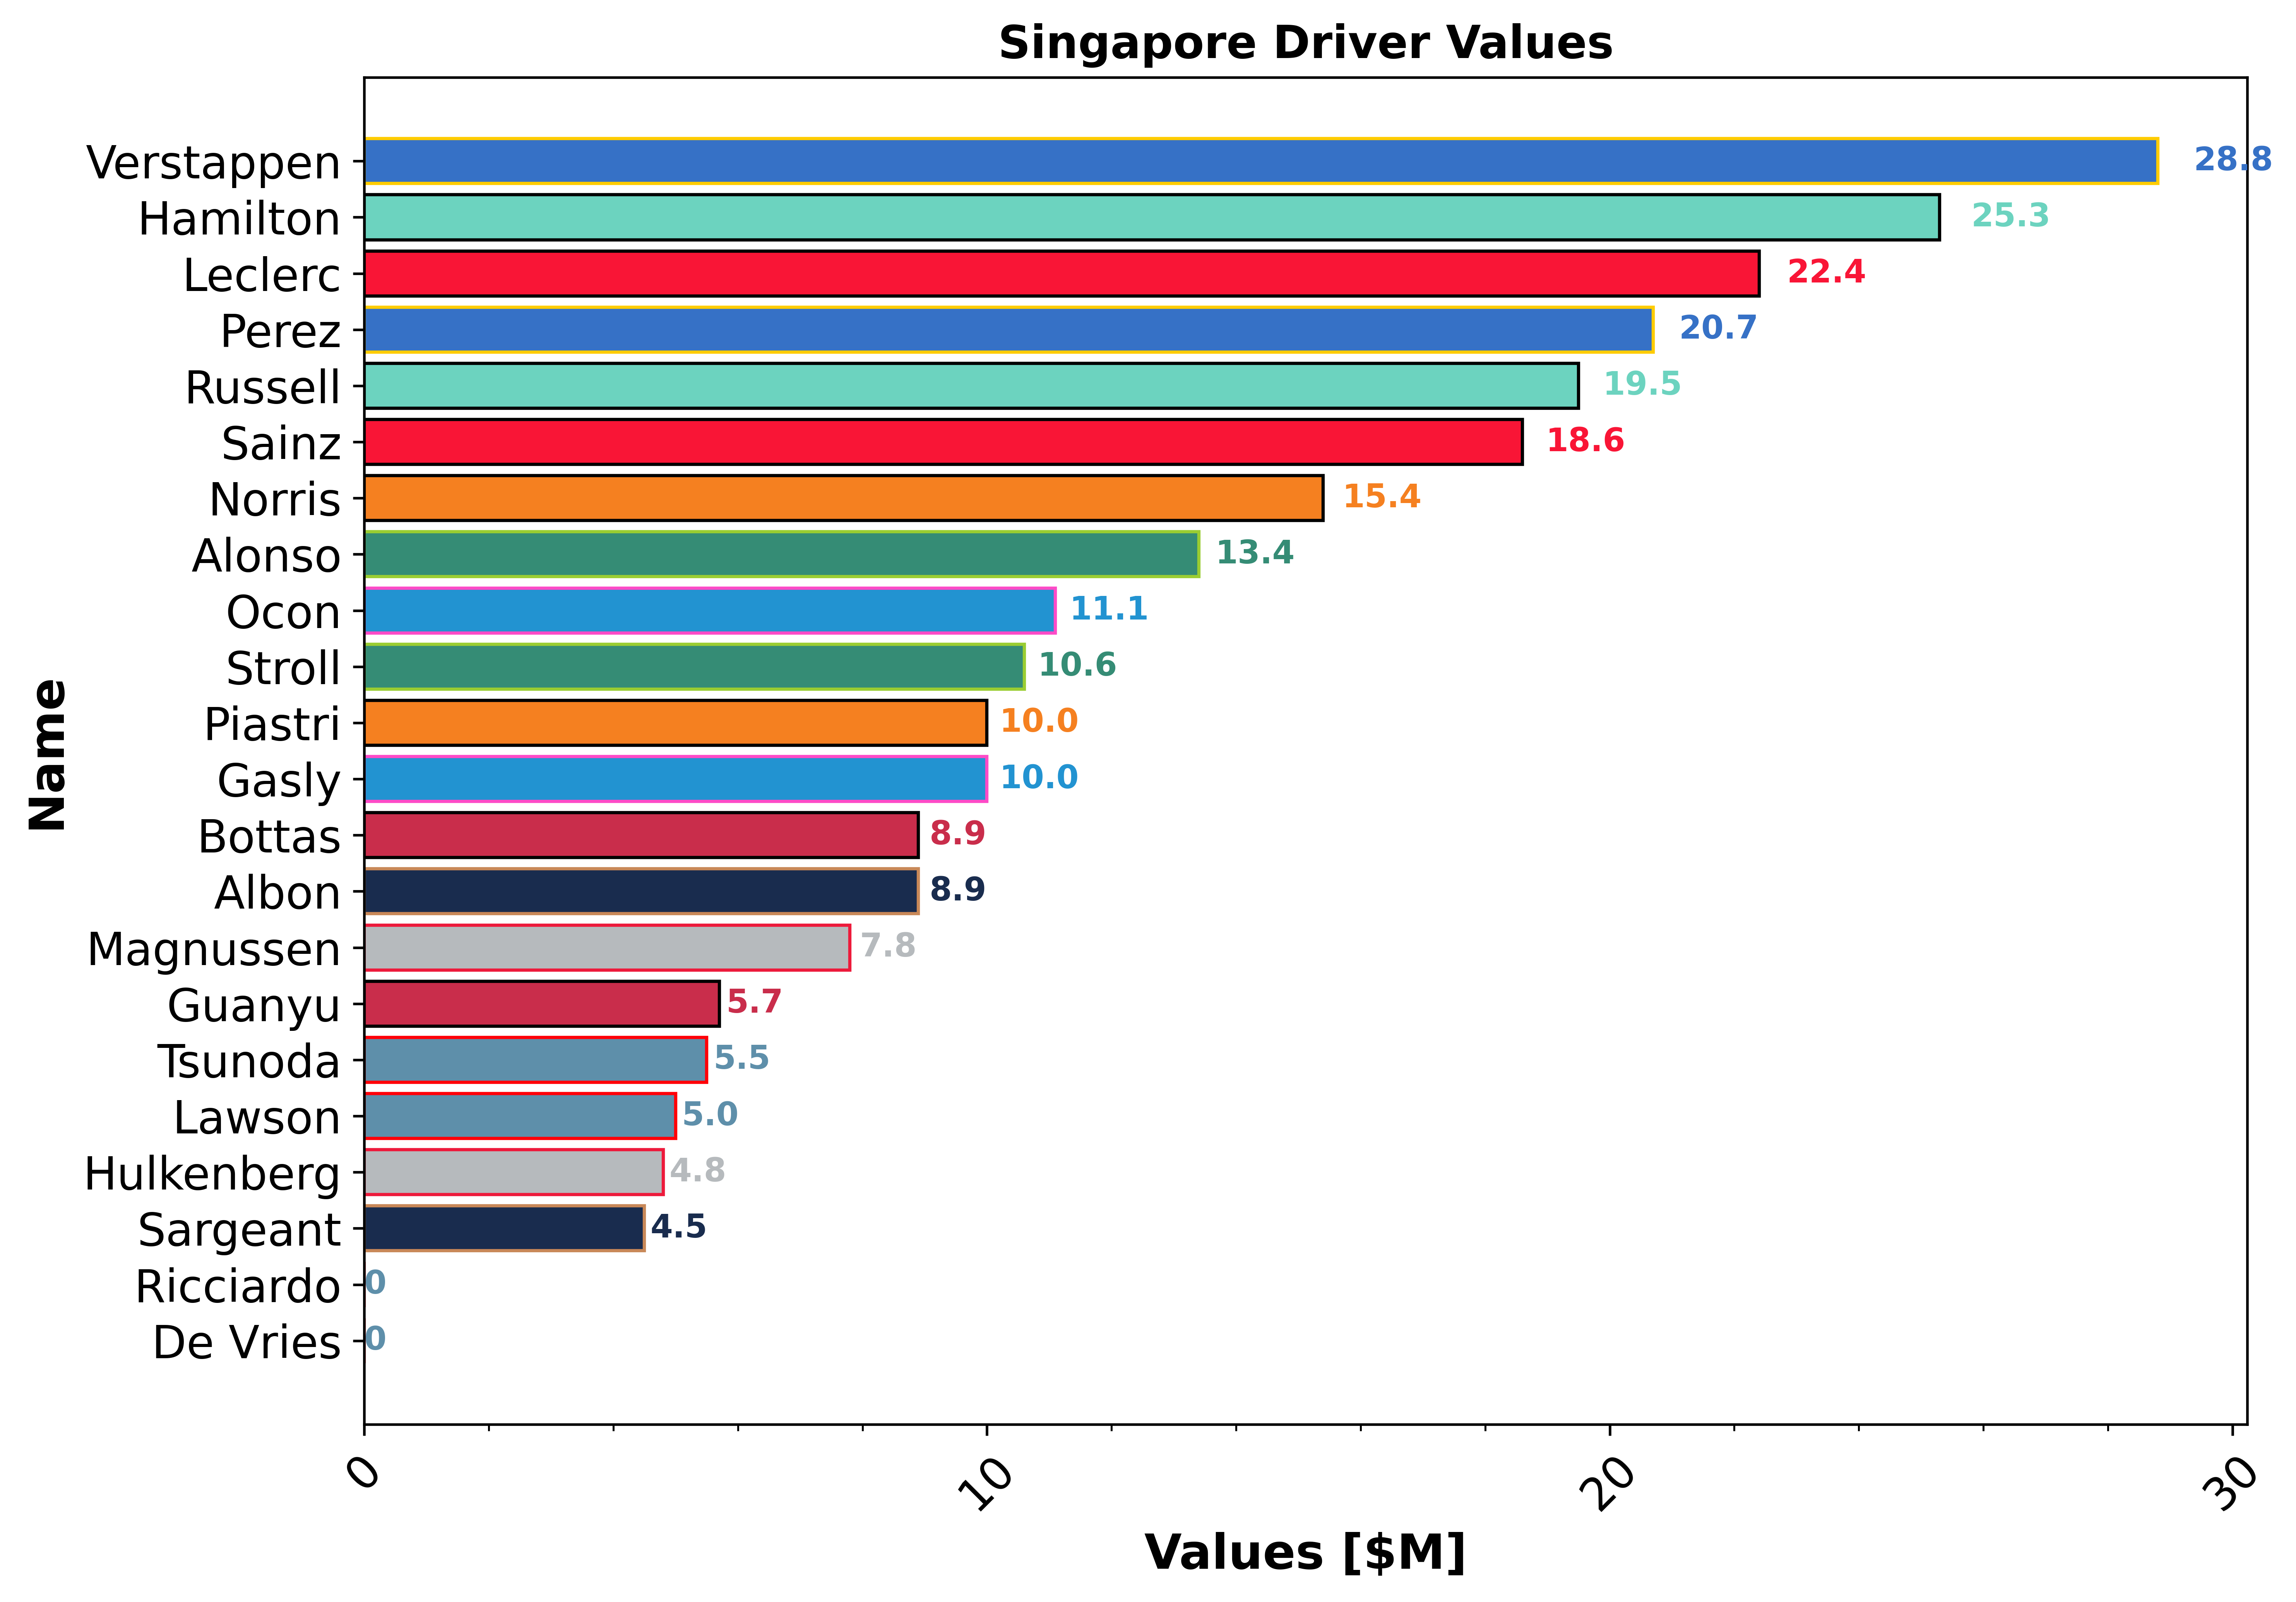 Singapore Driver Values
Name
Verstappen 28.8
Hamilton 25.3
Leclerc 22.4
Perez 20.7
Russell 19.5
Sainz 18.6
Norris 15.4
Alonso 13.4
Ocon 11.1
Stroll 10.6
Piastri 10.0
Gasly 10.0
Bottas 8.9
Albon 8.9
Magnussen 7.8
Guanyu 5.7
Tsunoda 5.5
Lawson 5.0
Hulkenberg 4.8
Sargeant 4.5
Ricciardo 0
De Vries 0
0 10 20 30
Values [$M]